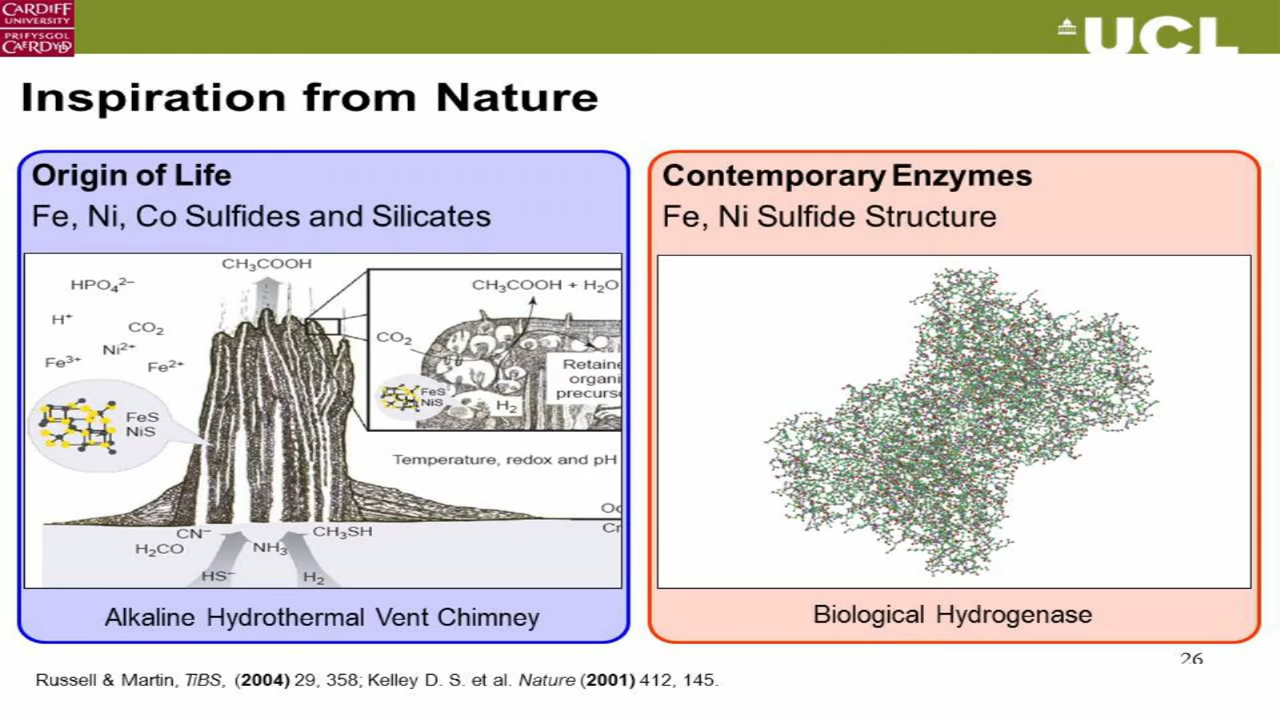 CARDIFF
UNIVERSITY
PRIFYSGOL
CAERDYDD
UCL
Inspiration from Nature
Origin of Life
Fe, Ni, Co Sulfides and Silicates
CH₃COOH
HPO₄²⁻
H⁺
CO₂
Ni²⁺
Fe³⁺
Fe²⁺
FeS
NiS
CH₃COOH + H₂O
CO₂
Retaine
organi
precurs
FeS
NiS
H₂
Temperature, redox and pH
Oc
Cr
CN⁻
CH₃SH
H₂CO
NH₃
HS⁻
H₂
Alkaline Hydrothermal Vent Chimney
Contemporary Enzymes
Fe, Ni Sulfide Structure
Biological Hydrogenase
26
Russell & Martin, TiBS, (2004) 29, 358; Kelley D. S. et al. Nature (2001) 412, 145.